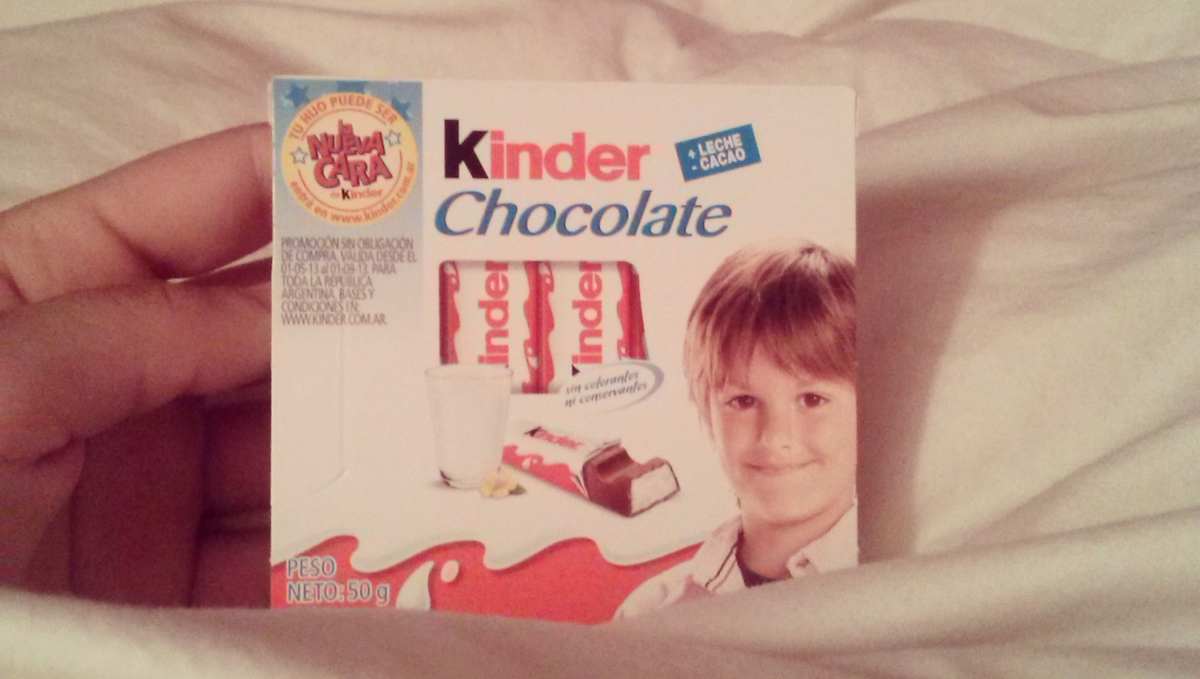 TU HIJO PUEDE SER
la
NUEVA
CARA
de Kinder
entrá en www.kinder.com.ar
PROMOCIÓN SIN OBLIGACIÓN
DE COMPRA. VÁLIDA DESDE EL
01-05-13 al 01-09-13. PARA
TODA LA REPÚBLICA
ARGENTINA. BASES Y
CONDICIONES EN:
WWW.KINDER.COM.AR.
Kinder
Chocolate
+ LECHE
- CACAO
Kinder
Kinder
sin colorantes
ni conservantes
Kinder
PESO
NETO: 50 g